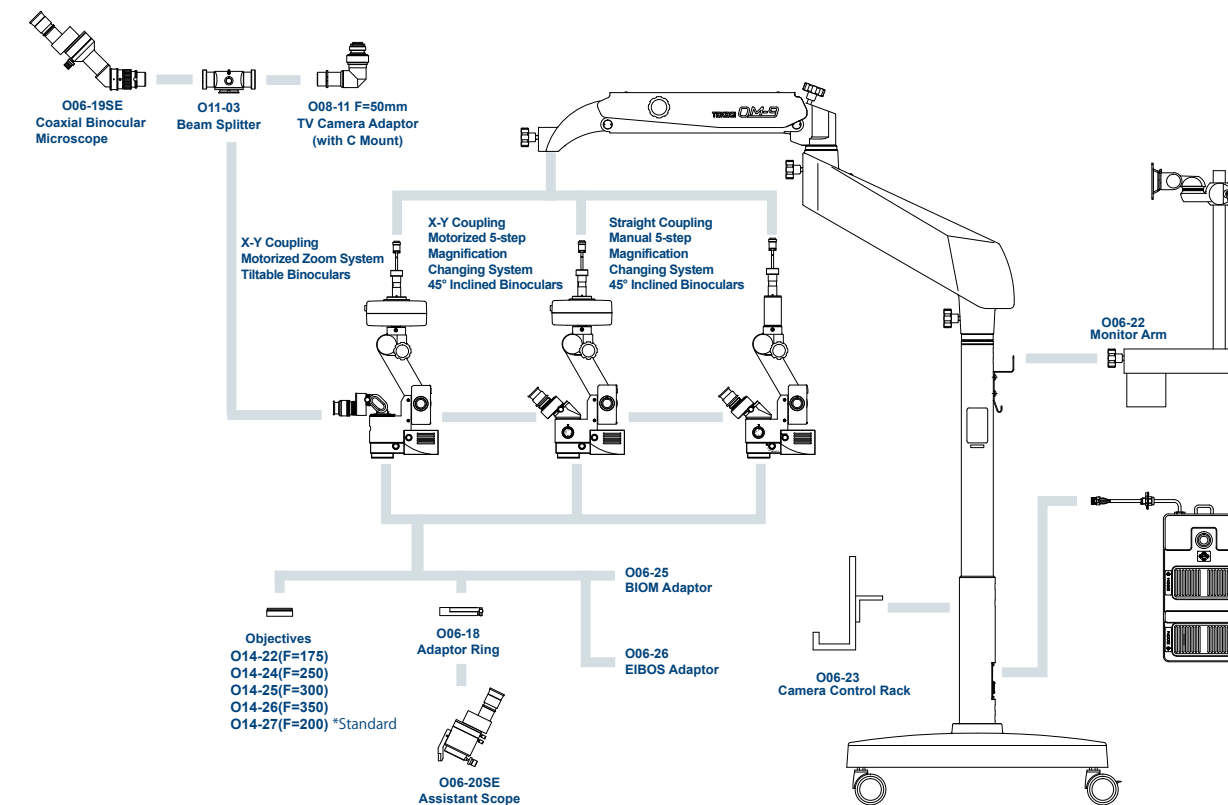 O06-19SE
Coaxial Binocular
Microscope
O11-03
Beam Splitter
O08-11 F=50mm
TV Camera Adaptor
(with C Mount)
OM-9
X-Y Coupling
Motorized Zoom System
Tiltable Binoculars
X-Y Coupling
Motorized 5-step
Magnification
Changing System
45° Inclined Binoculars
Straight Coupling
Manual 5-step
Magnification
Changing System
45° Inclined Binoculars
O06-22
Monitor Arm
O06-25
BIOM Adaptor
Objectives
O14-22(F=175)
O14-24(F=250)
O14-25(F=300)
O14-26(F=350)
O14-27(F=200) *Standard
O06-18
Adaptor Ring
O06-26
EIBOS Adaptor
O06-23
Camera Control Rack
O06-20SE
Assistant Scope